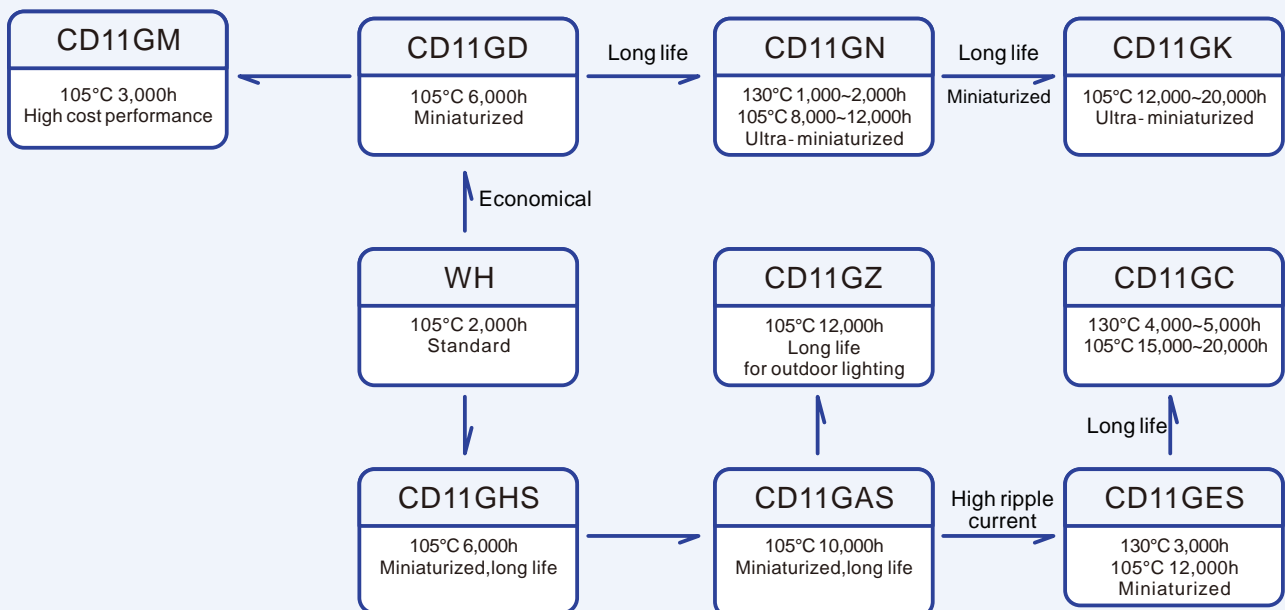 CD11GM
105°C 3,000h
High cost performance
CD11GD
105°C 6,000h
Miniaturized
Long life
CD11GN
130°C 1,000~2,000h
105°C 8,000~12,000h
Ultra-miniaturized
Long life
Miniaturized
CD11GK
105°C 12,000~20,000h
Ultra-miniaturized
Economical
WH
105°C 2,000h
Standard
CD11GZ
105°C 12,000h
Long life
for outdoor lighting
CD11GC
130°C 4,000~5,000h
105°C 15,000~20,000h
Long life
CD11GHS
105°C 6,000h
Miniaturized,long life
CD11GAS
105°C 10,000h
Miniaturized,long life
High ripple
current
CD11GES
130°C 3,000h
105°C 12,000h
Miniaturized